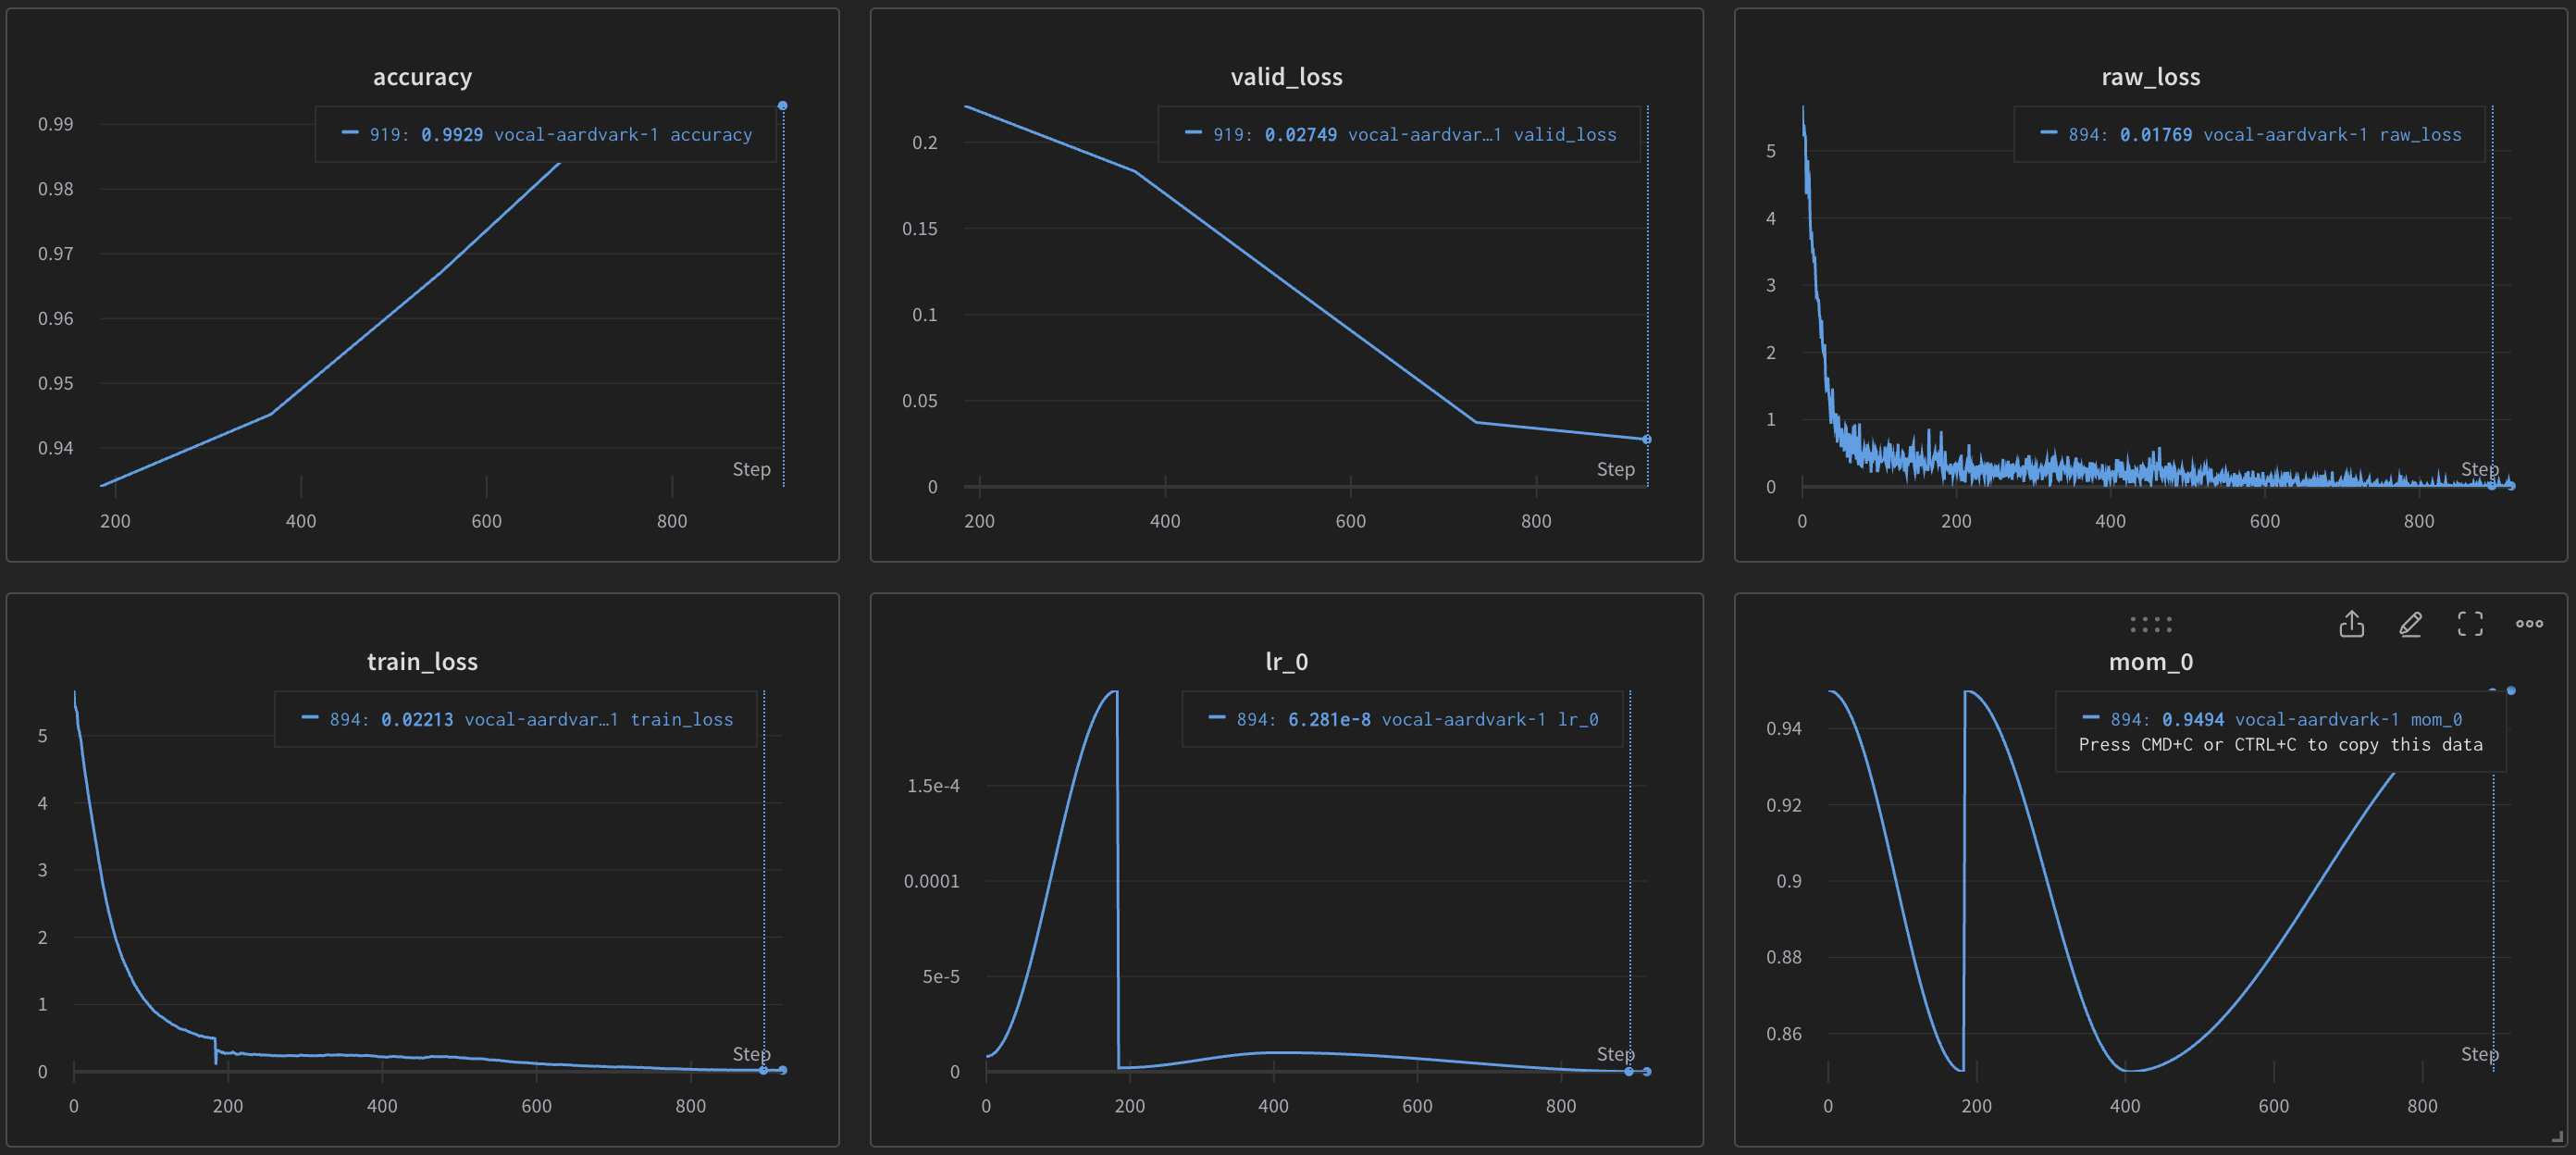 accuracy
919: 0.9929 vocal-aardvark-1 accuracy
0.99
0.98
0.97
0.96
0.95
0.94
Step
200 400 600 800
valid_loss
919: 0.02749 vocal-aardvar…1 valid_loss
0.2
0.15
0.1
0.05
0
Step
200 400 600 800
raw_loss
894: 0.01769 vocal-aardvark-1 raw_loss
5
4
3
2
1
0
Step
0 200 400 600 800
train_loss
894: 0.02213 vocal-aardvar…1 train_loss
5
4
3
2
1
0
Step
0 200 400 600 800
lr_0
894: 6.281e-8 vocal-aardvark-1 lr_0
1.5e-4
0.0001
5e-5
0
Step
0 200 400 600 800
mom_0
894: 0.9494 vocal-aardvark-1 mom_0
Press CMD+C or CTRL+C to copy this data
0.94
0.92
0.9
0.88
0.86
Step
0 200 400 600 800